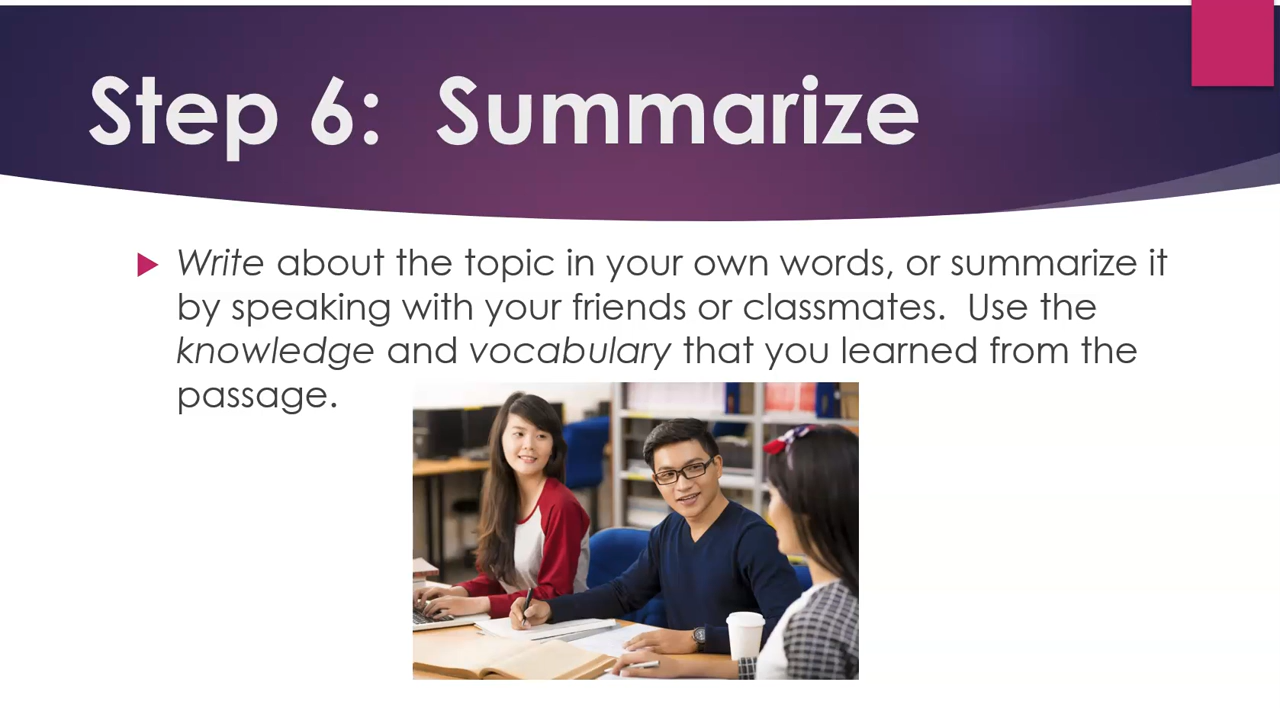 Step 6: Summarize
Write about the topic in your own words, or summarize it
by speaking with your friends or classmates. Use the
knowledge and vocabulary that you learned from the
passage.